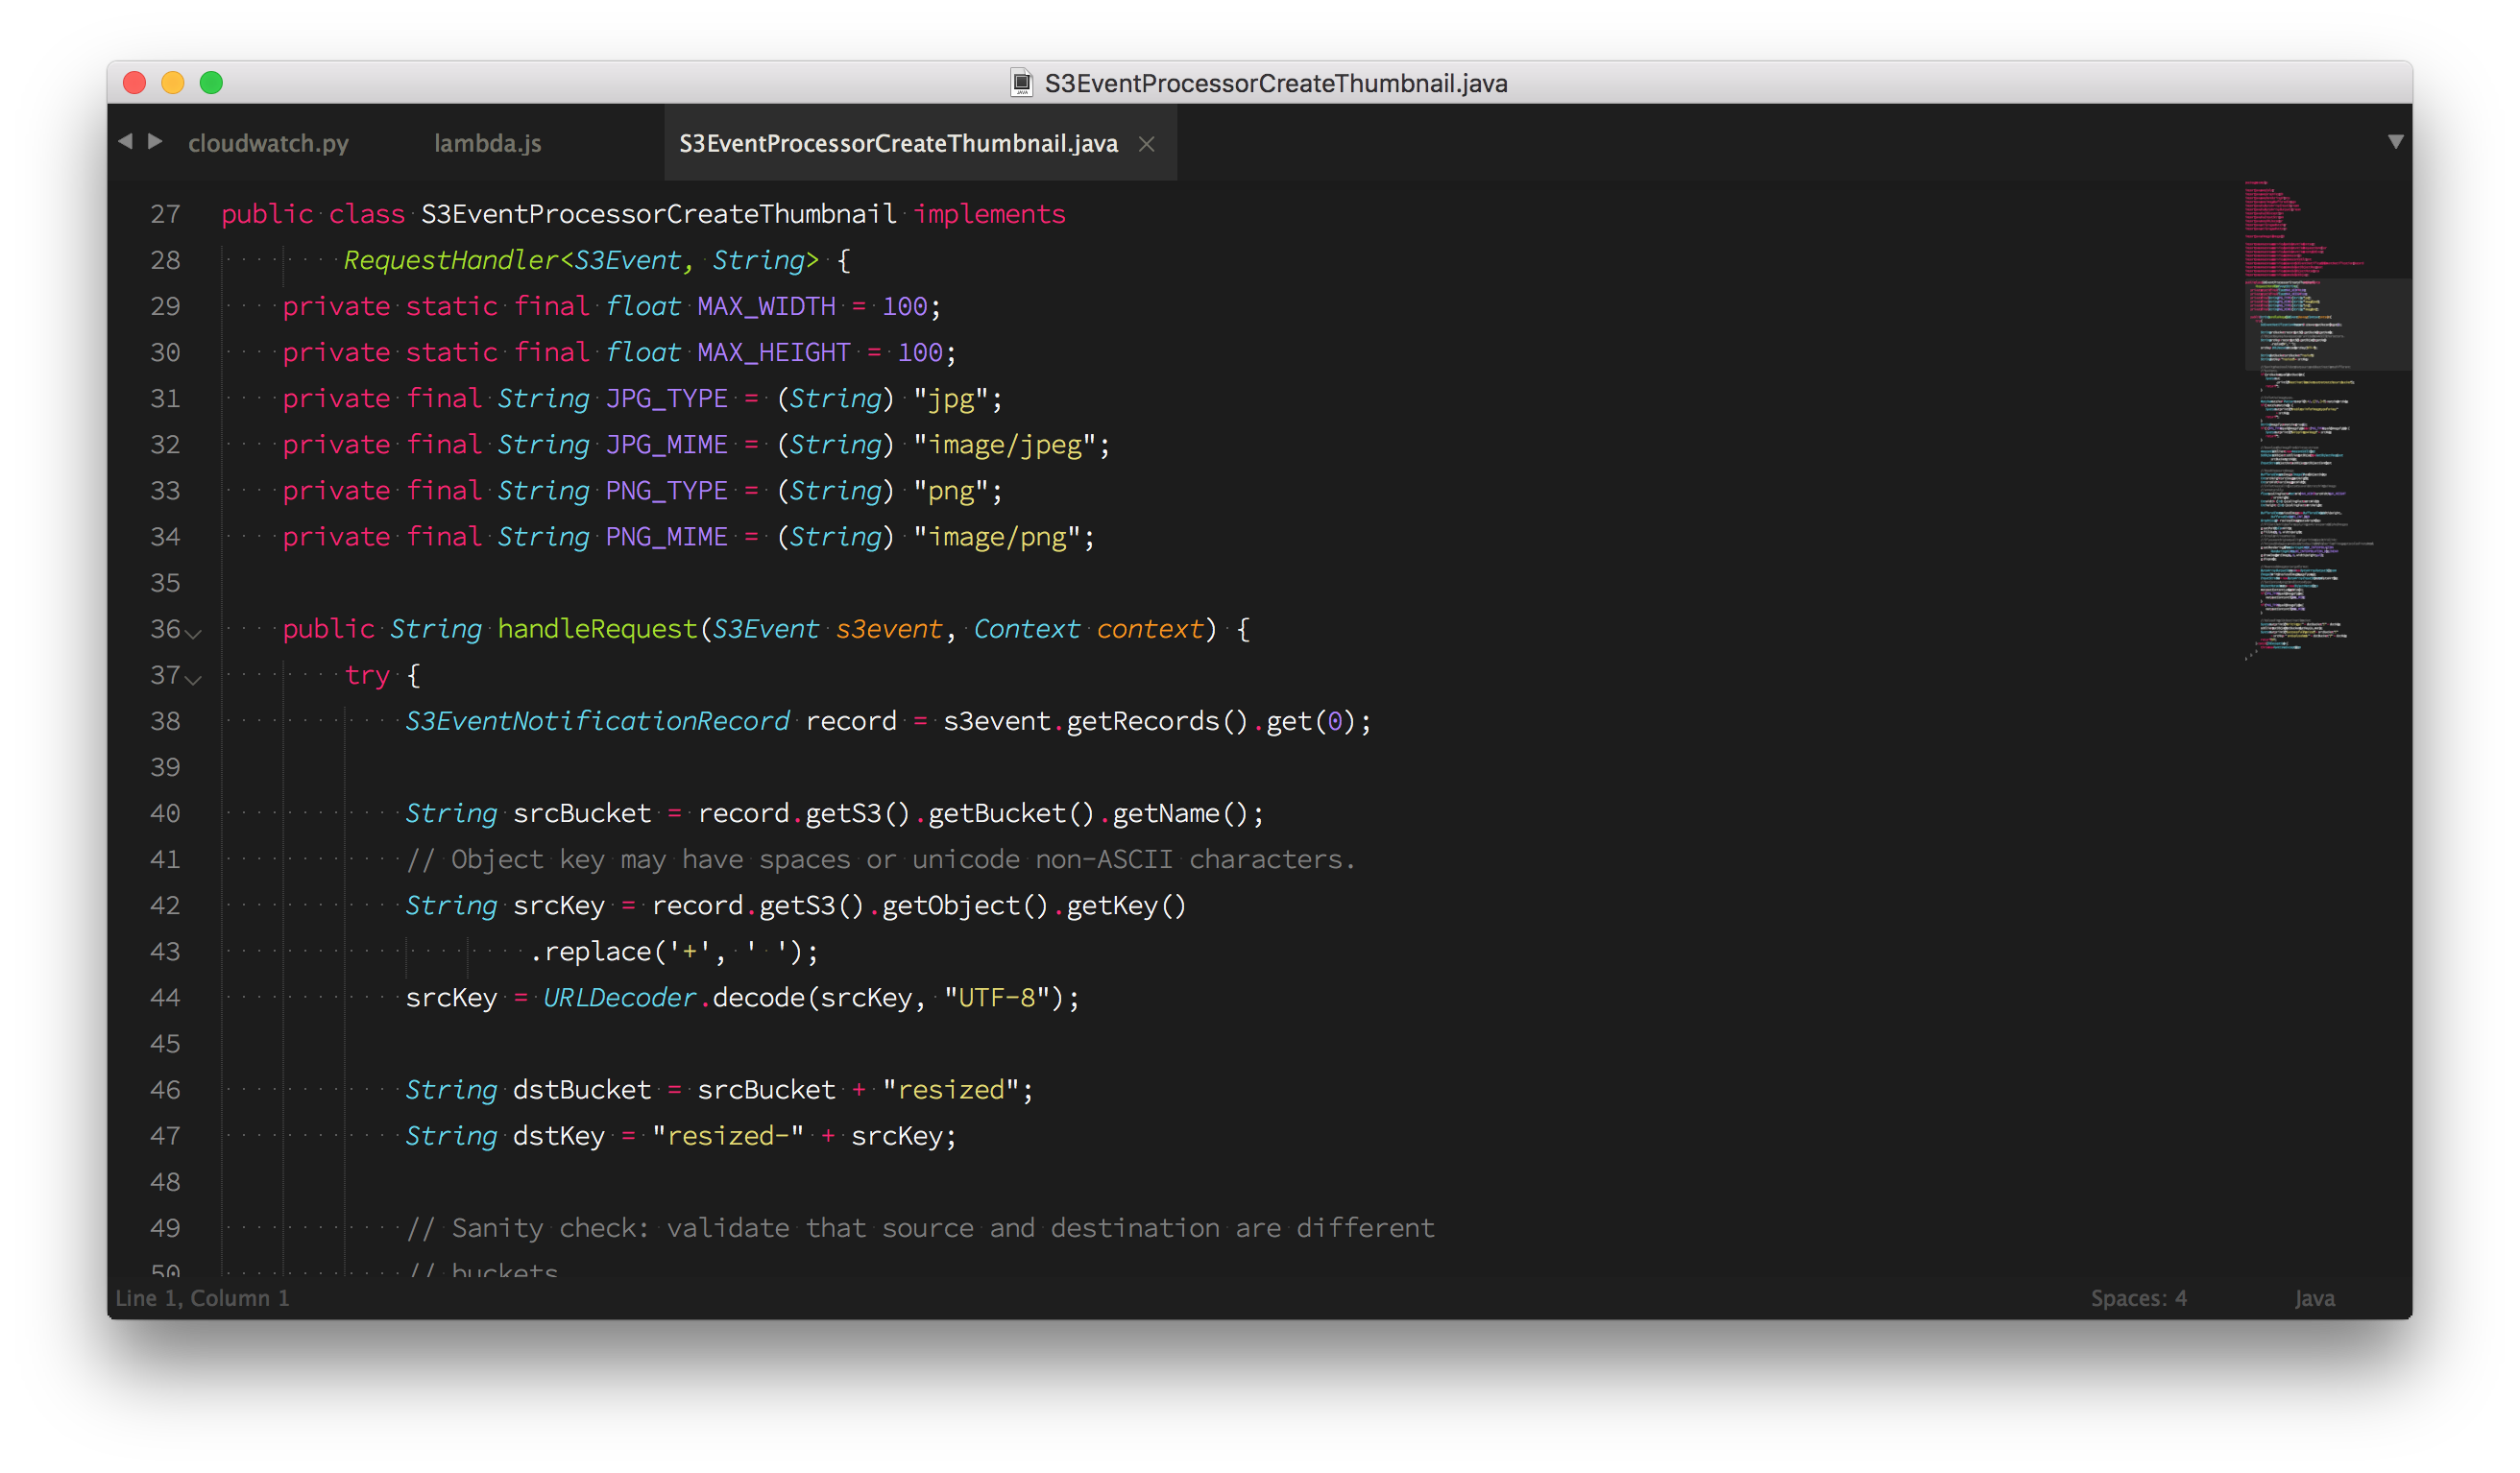 S3EventProcessorCreateThumbnail.java
cloudwatch.py lambda.js S3EventProcessorCreateThumbnail.java
27 public class S3EventProcessorCreateThumbnail implements
28 RequestHandler<S3Event, String> {
29 private static final float MAX_WIDTH = 100;
30 private static final float MAX_HEIGHT = 100;
31 private final String JPG_TYPE = (String) "jpg";
32 private final String JPG_MIME = (String) "image/jpeg";
33 private final String PNG_TYPE = (String) "png";
34 private final String PNG_MIME = (String) "image/png";
35
36 public String handleRequest(S3Event s3event, Context context) {
37 try {
38 S3EventNotificationRecord record = s3event.getRecords().get(0);
39
40 String srcBucket = record.getS3().getBucket().getName();
41 // Object key may have spaces or unicode non-ASCII characters.
42 String srcKey = record.getS3().getObject().getKey()
43 .replace('+', ' ');
44 srcKey = URLDecoder.decode(srcKey, "UTF-8");
45
46 String dstBucket = srcBucket + "resized";
47 String dstKey = "resized-" + srcKey;
48
49 // Sanity check: validate that source and destination are different
50 // buckets
Line 1, Column 1 Spaces: 4 Java